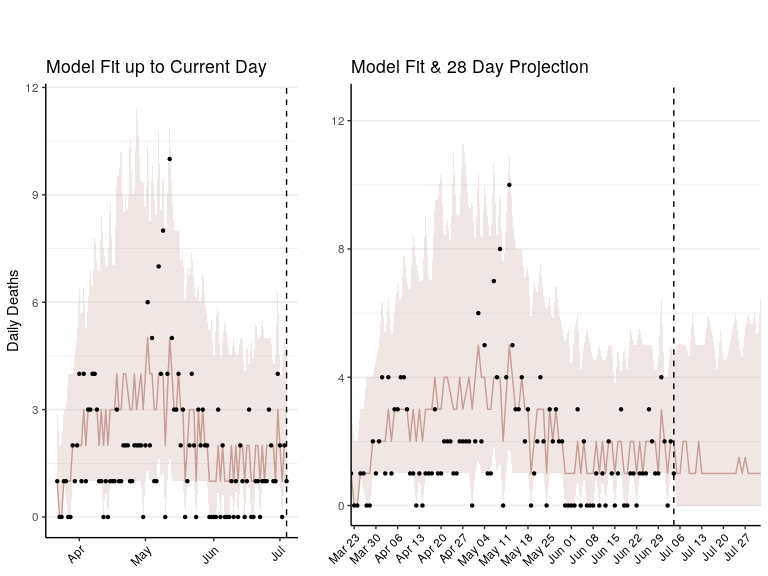 Model Fit up to Current Day
Model Fit & 28 Day Projection
Daily Deaths
12
9
6
3
0
Apr
May
Jun
Jul
12
8
4
0
Mar 23
Mar 30
Apr 06
Apr 13
Apr 20
Apr 27
May 04
May 11
May 18
May 25
Jun 01
Jun 08
Jun 15
Jun 22
Jun 29
Jul 06
Jul 13
Jul 20
Jul 27